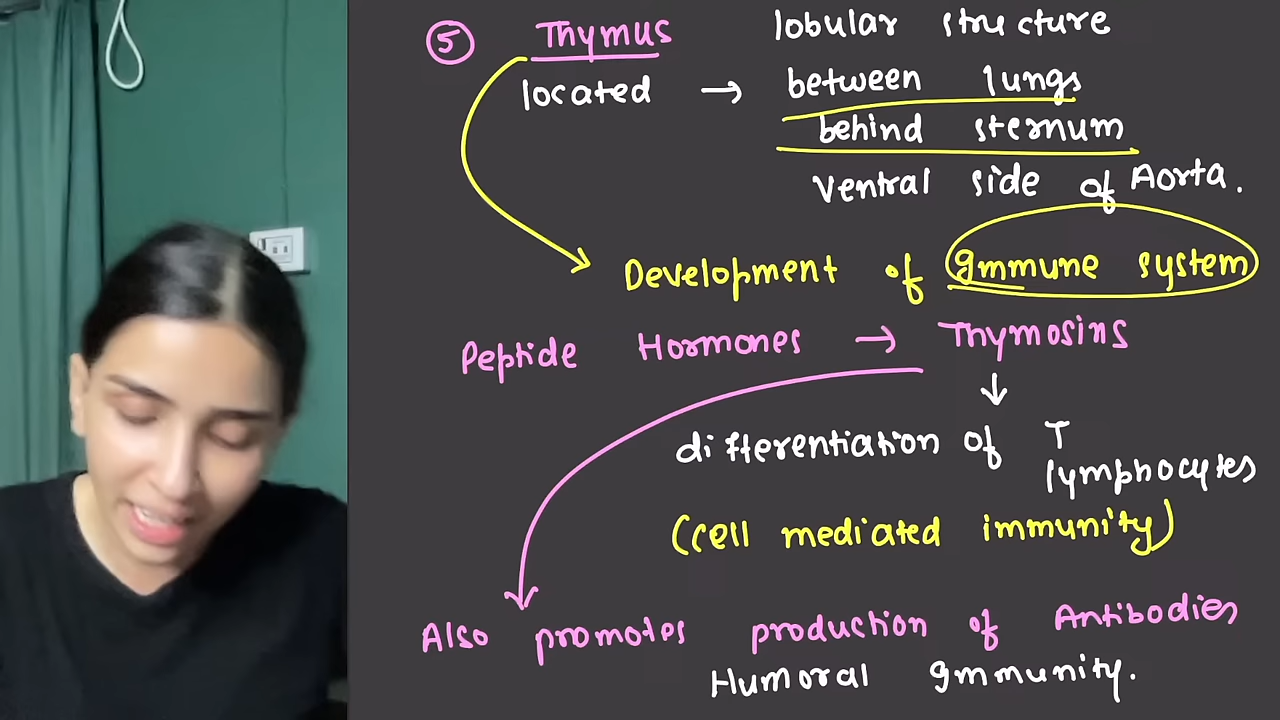 ⑤ Thymus lobular structure
located → between lungs
behind sternum
Ventral side of Aorta.
Development of Immune system
Peptide Hormones → Thymosins
↓
differentiation of T
lymphocytes
(cell mediated immunity)
Also promotes production of Antibodies
Humoral Immunity.